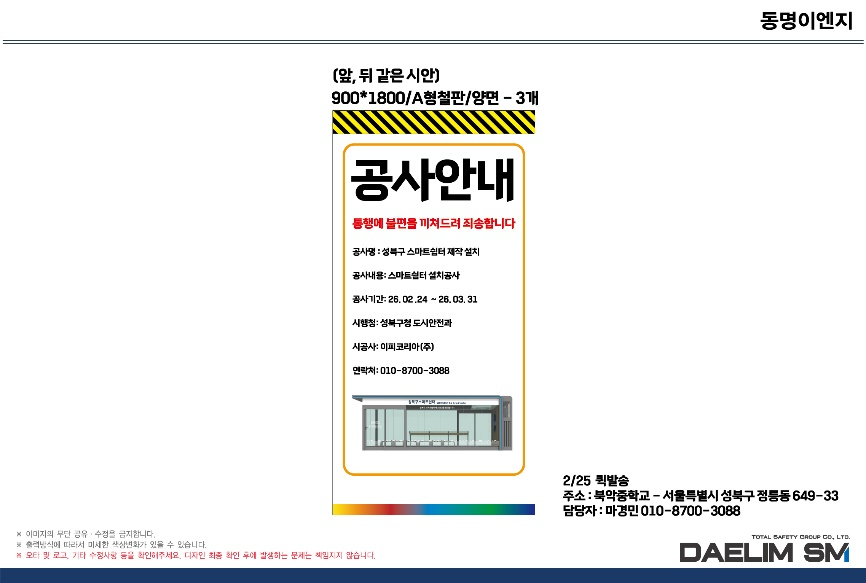 동명이엔지
(앞, 뒤 같은 시안)
900*1800/A형철판/양면 - 3개
공사안내
통행에 불편을 끼쳐드려 죄송합니다
공사명 : 성북구 스마트쉼터 제작 설치
공사내용: 스마트쉼터 설치공사
공사기간: 26. 02 .24 ~ 26. 03. 31
시행청: 성북구청 도시안전과
시공사: 이피코리아(주)
연락처: 010-8700-3088
2/25 퀵발송
주소 : 북악중학교 - 서울특별시 성북구 정릉동 649-33
담당자 : 마경민 010-8700-3088
※ 이미지의 무단 공유·수정을 금지합니다.
※ 출력방식에 따라서 미세한 색상변화가 있을 수 있습니다.
※ 오타 및 로고, 기타 수정사항 등을 확인해주세요. 디자인 최종 확인 후에 발생하는 문제는 책임지지 않습니다.
TOTAL SAFETY GROUP CO., LTD.
DAELIM SM